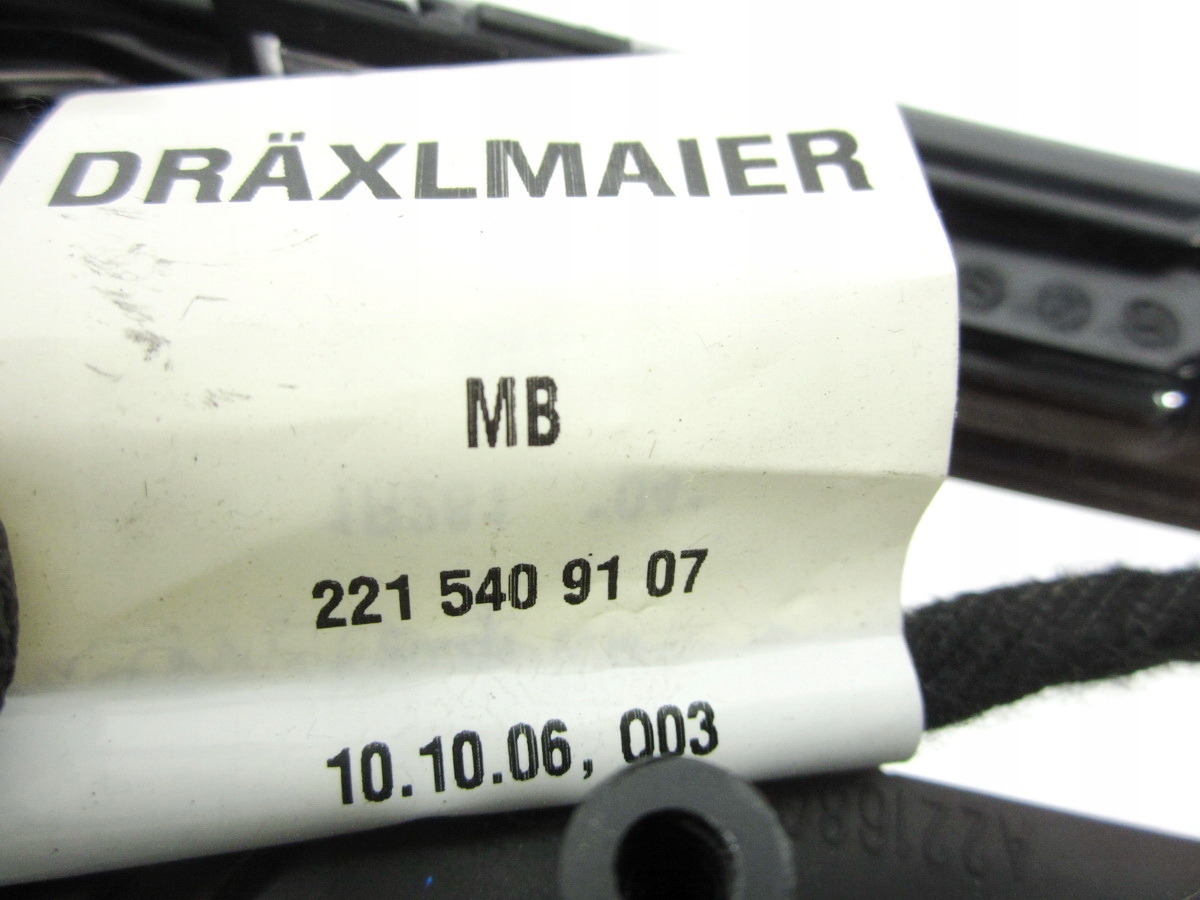 DRÄXLMAIER
MB
221 540 91 07
10.10.06, 003